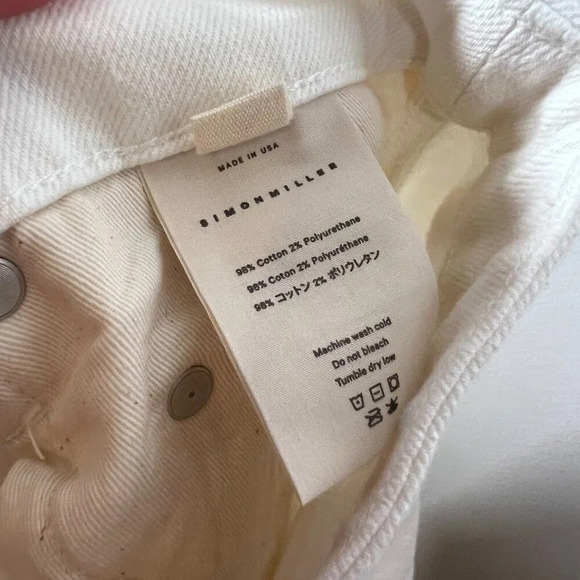 MADE IN USA
SIMONMILLER
98% Cotton 2% Polyurethane
98% Coton 2% Polyuréthane
98% コットン 2% ポリウレタン
Machine wash cold
Do not bleach
Tumble dry low